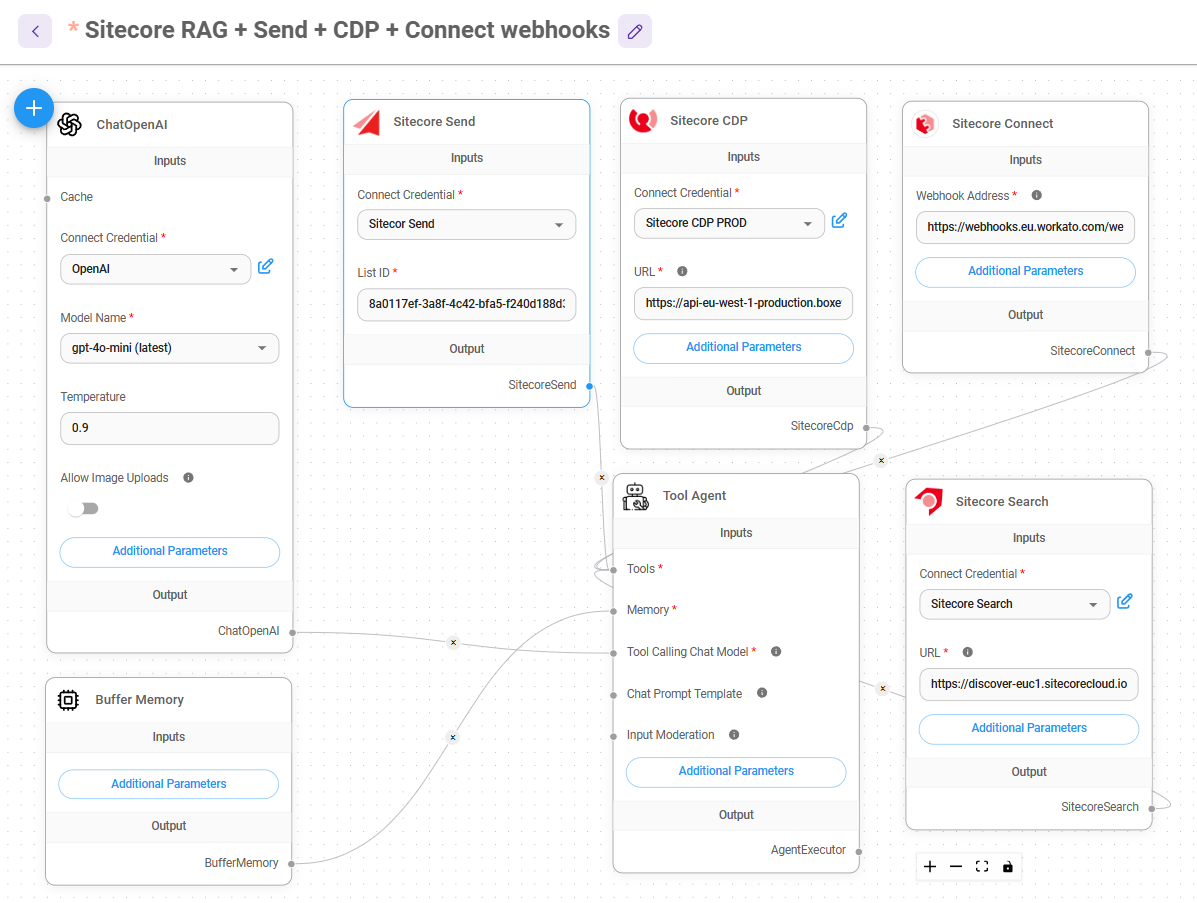 * Sitecore RAG + Send + CDP + Connect webhooks
ChatOpenAI
Inputs
Cache
Connect Credential *
OpenAI
Model Name *
gpt-4o-mini (latest)
Temperature
0.9
Allow Image Uploads
Additional Parameters
Output
ChatOpenAI
Buffer Memory
Inputs
Additional Parameters
Output
BufferMemory
Sitecore Send
Inputs
Connect Credential *
Sitecor Send
List ID *
8a0117ef-3a8f-4c42-bfa5-f240d188d3
Output
SitecoreSend
Sitecore CDP
Inputs
Connect Credential *
Sitecore CDP PROD
URL *
https://api-eu-west-1-production.boxe
Additional Parameters
Output
SitecoreCdp
Tool Agent
Inputs
Tools *
Memory *
Tool Calling Chat Model *
Chat Prompt Template
Input Moderation
Additional Parameters
Output
AgentExecutor
Sitecore Connect
Inputs
Webhook Address *
https://webhooks.eu.workato.com/we
Additional Parameters
Output
SitecoreConnect
Sitecore Search
Inputs
Connect Credential *
Sitecore Search
URL *
https://discover-euc1.sitecorecloud.io
Additional Parameters
Output
SitecoreSearch